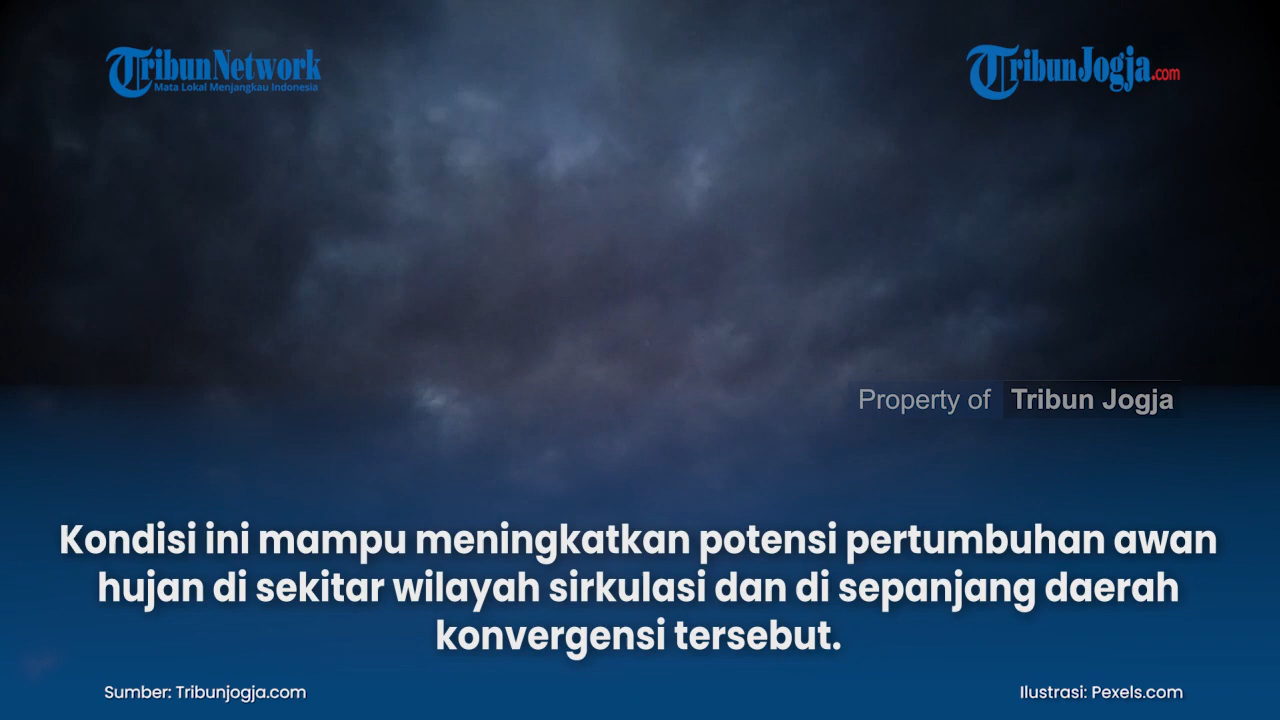 TribunNetwork
Mata Lokal Menjangkau Indonesia
TribunJogja.com
Property of Tribun Jogja
Kondisi ini mampu meningkatkan potensi pertumbuhan awan
hujan di sekitar wilayah sirkulasi dan di sepanjang daerah
konvergensi tersebut.
Sumber: Tribunjogja.com
Ilustrasi: Pexels.com